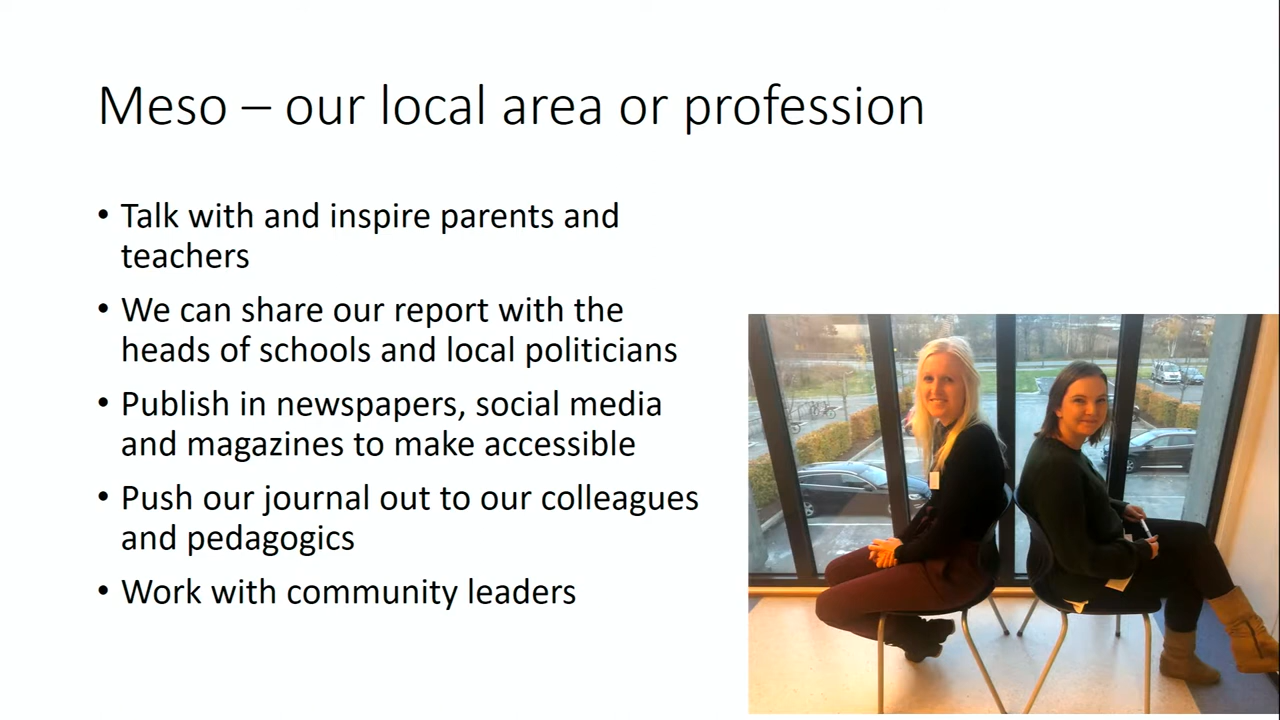 Meso – our local area or profession
• Talk with and inspire parents and
teachers
• We can share our report with the
heads of schools and local politicians
• Publish in newspapers, social media
and magazines to make accessible
• Push our journal out to our colleagues
and pedagogics
• Work with community leaders